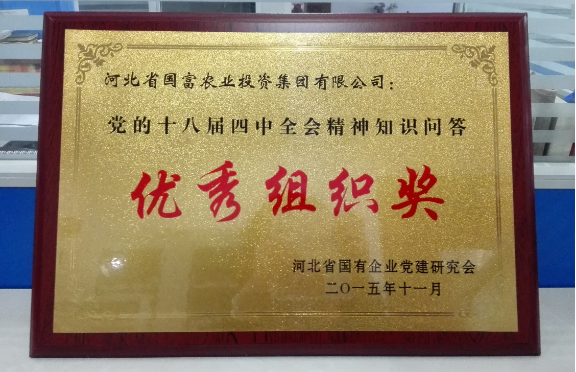 河北省国富农业投资集团有限公司：
党的十八届四中全会精神知识问答
优秀组织奖
河北省国有企业党建研究会
二〇一五年十一月